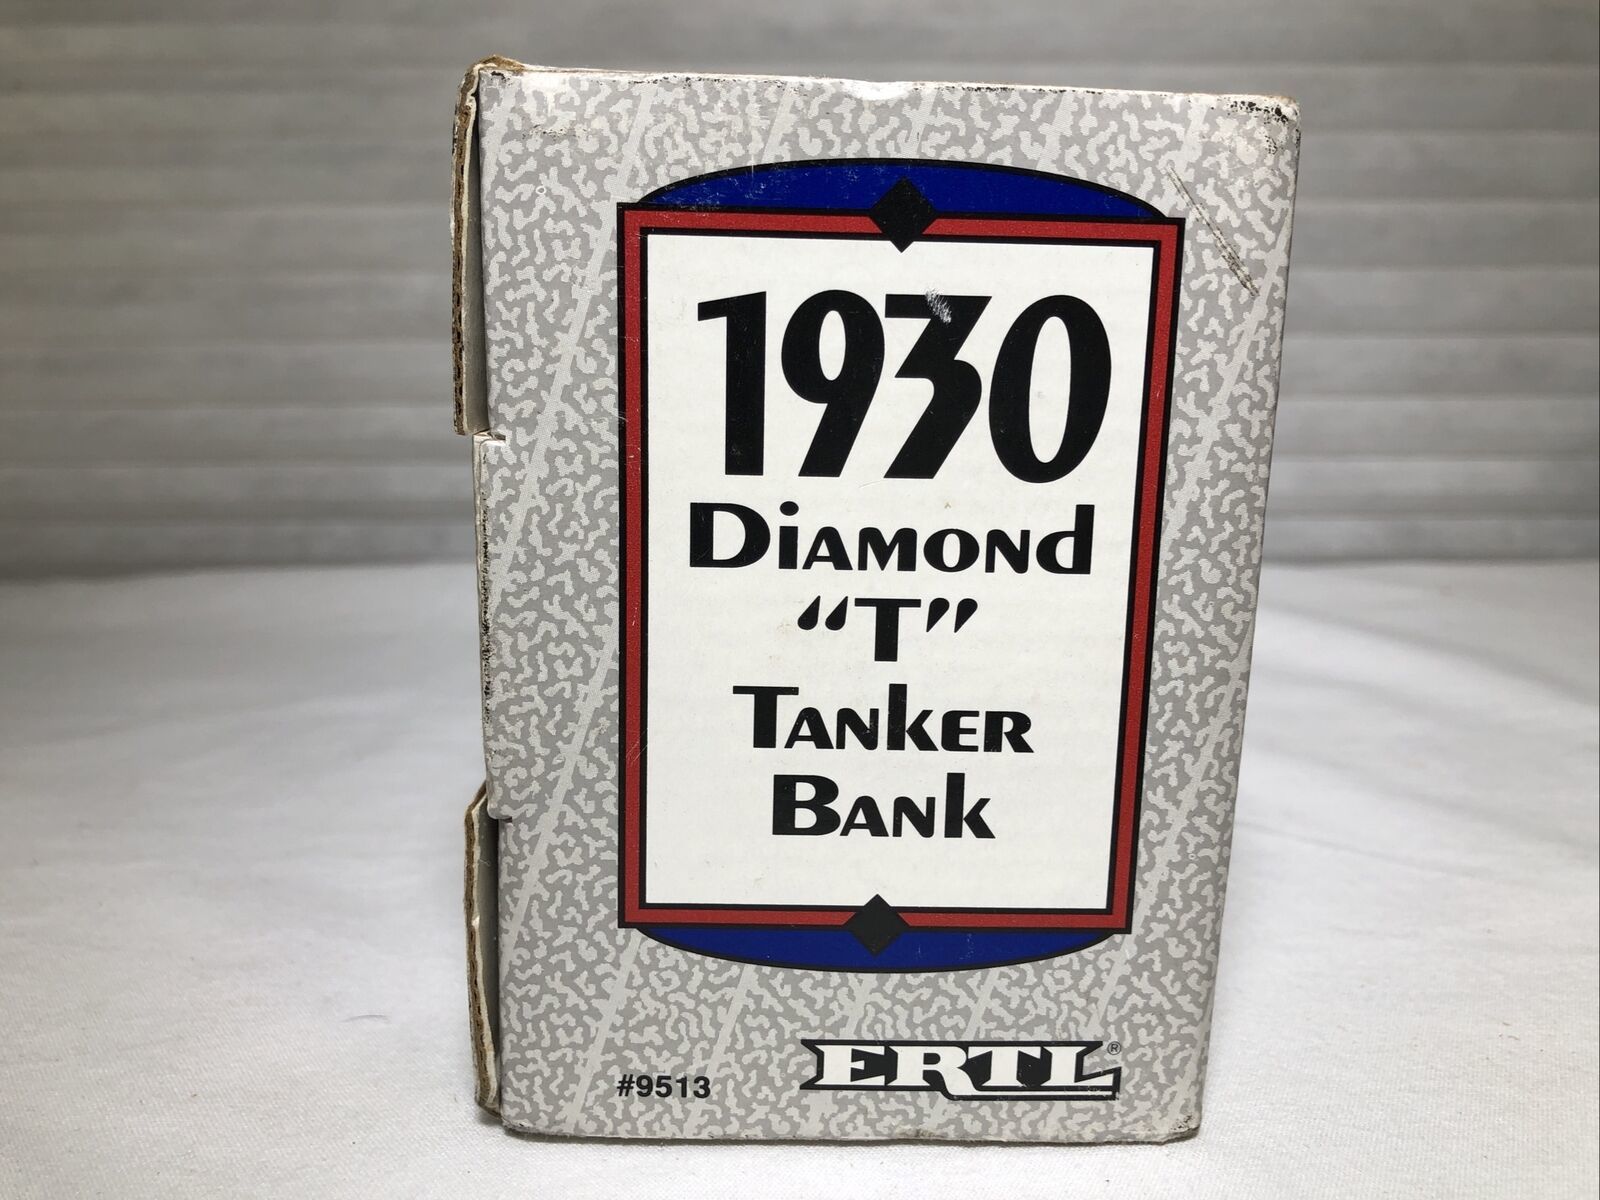 1930
Diamond
“T”
Tanker
Bank
#9513
ERTL®